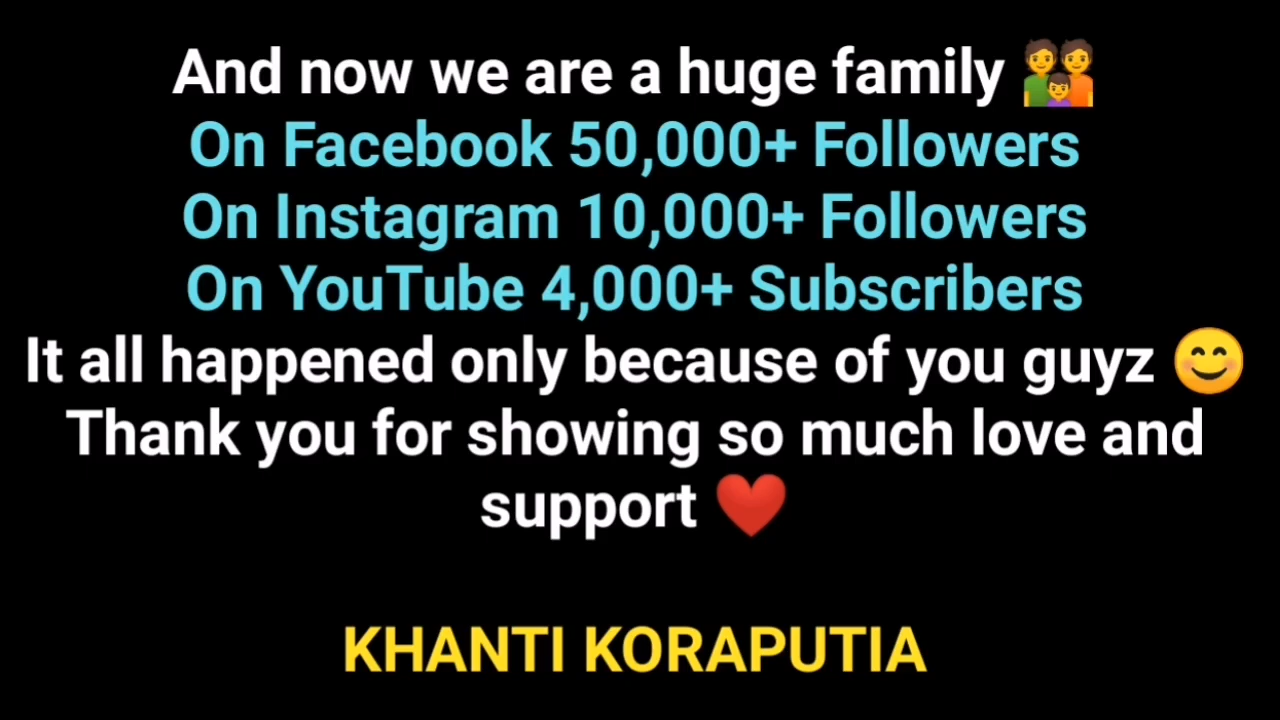 And now we are a huge family 👪
On Facebook 50,000+ Followers
On Instagram 10,000+ Followers
On YouTube 4,000+ Subscribers
It all happened only because of you guyz 😊
Thank you for showing so much love and
support ❤️
KHANTI KORAPUTIA